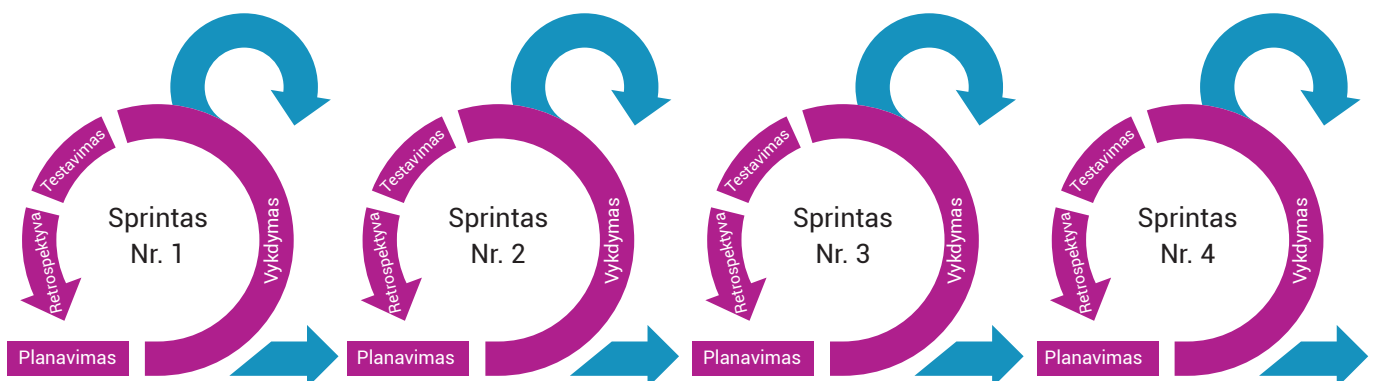 Testavimas
Retrospektyva
Sprintas
Nr. 1
Vykdymas
Planavimas
Testavimas
Retrospektyva
Sprintas
Nr. 2
Vykdymas
Planavimas
Testavimas
Retrospektyva
Sprintas
Nr. 3
Vykdymas
Planavimas
Testavimas
Retrospektyva
Sprintas
Nr. 4
Vykdymas
Planavimas